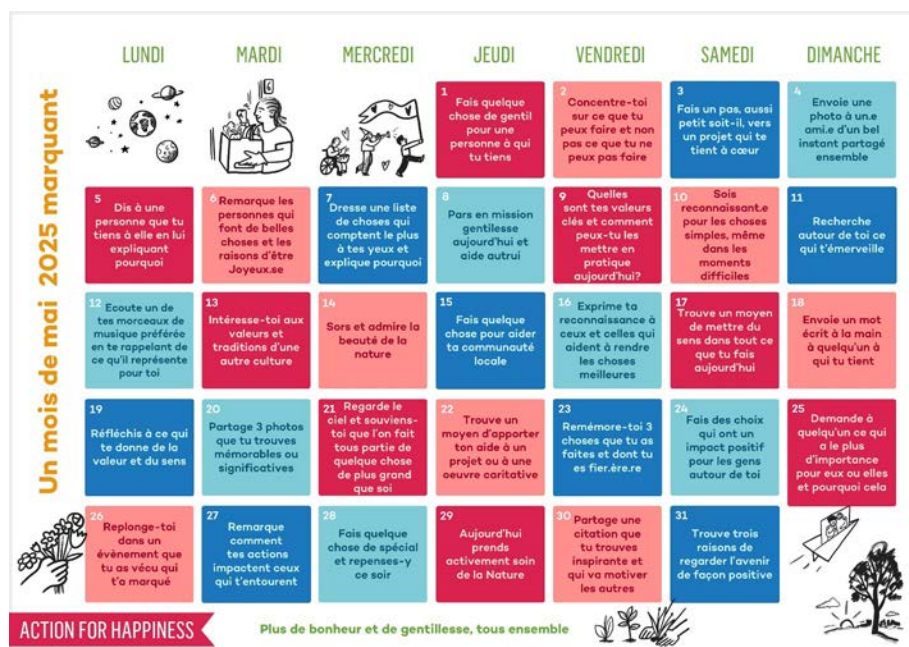 LUNDI MARDI MERCREDI JEUDI VENDREDI SAMEDI DIMANCHE
Un mois de mai 2025 marquant
1
Fais quelque
chose de gentil
pour une
personne à qui
tu tiens
2
Concentre-toi
sur ce que tu
peux faire et non
pas ce que tu ne
peux pas faire
3
Fais un pas, aussi
petit soit-il, vers
un projet qui te
tient à cœur
4
Envoie une
photo à un.e
ami.e d'un bel
instant partagé
ensemble
5
Dis à une
personne que tu
tiens à elle en lui
expliquant
pourquoi
6
Remarque les
personnes qui
font de belles
choses et les
raisons d'être
Joyeux.se
7
Dresse une liste
de choses qui
comptent le plus
à tes yeux et
explique pourquoi
8
Pars en mission
gentilesse
aujourd'hui et
aide autrui
9
Quelles
sont tes valeurs
clés et comment
peux-tu les
mettre en
pratique
aujourd'hui?
10
Sois
reconnaissant.e
pour les choses
simples, même
dans les
moments
difficiles
11
Recherche
autour de toi ce
qui t'émerveille
12
Ecoute un de
tes morceaux de
musique préférée
en te rappelant de
ce qu'il représente
pour toi
13
Intéresse-toi aux
valeurs et
traditions d'une
autre culture
14
Sors et admire la
beauté de la
nature
15
Fais quelque
chose pour aider
ta communauté
locale
16
Exprime ta
reconnaissance à
ceux et celles qui
aident à rendre
les choses
meilleures
17
Trouve un moyen
de mettre du
sens dans tout ce
que tu fais
aujourd'hui
18
Envoie un mot
écrit à la main
à quelqu'un à
qui tu tient
19
Réfléchis à ce qui
te donne de la
valeur et du sens
20
Partage 3 photos
que tu trouves
mémorables ou
significatives
21
Regarde le
ciel et souviens-
toi que l'on fait
tous partie de
quelque chose
de plus grand
que soi
22
Trouve un
moyen d'apporter
ton aide à un
projet ou à une
oeuvre caritative
23
Remémore-toi 3
choses que tu as
faites et dont tu
es fier.ère.re
24
Fais des choix
qui ont un
impact positif
pour les gens
autour de toi
25
Demande à
quelqu'un ce qui
a le plus
d'importance
pour eux ou elles
et pourquoi cela
26
Replonge-toi
dans un
évènement que
tu as vécu qui
t'a marqué
27
Remarque
comment
tes actions
impactent ceux
qui t'entourent
28
Fais quelque
chose de spécial
et repenses-y
ce soir
29
Aujourd'hui
prends
activement soin
de la Nature
30
Partage une
citation que
tu trouves
inspirante et
qui va motiver
les autres
31
Trouve trois
raisons de
regarder l'avenir
de façon positive
ACTION FOR HAPPINESS
Plus de bonheur et de gentillesse, tous ensemble